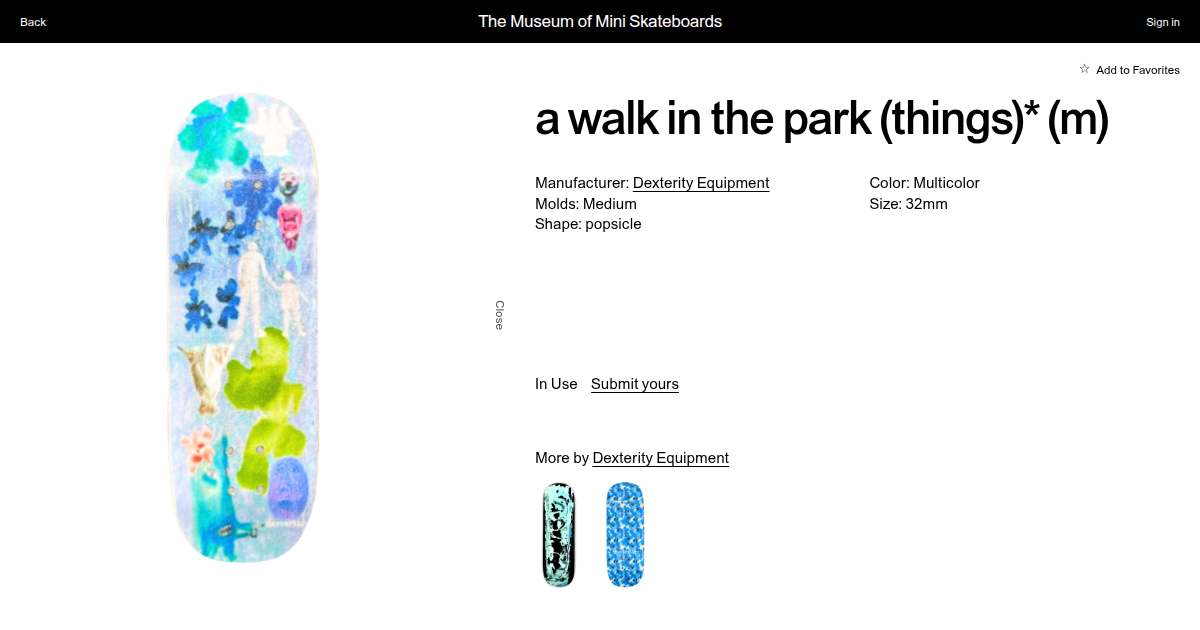 Back
The Museum of Mini Skateboards
Sign in
☆ Add to Favorites
a walk in the park (things)* (m)
Manufacturer: Dexterity Equipment
Molds: Medium
Shape: popsicle
Color: Multicolor
Size: 32mm
Close
In Use Submit yours
More by Dexterity Equipment